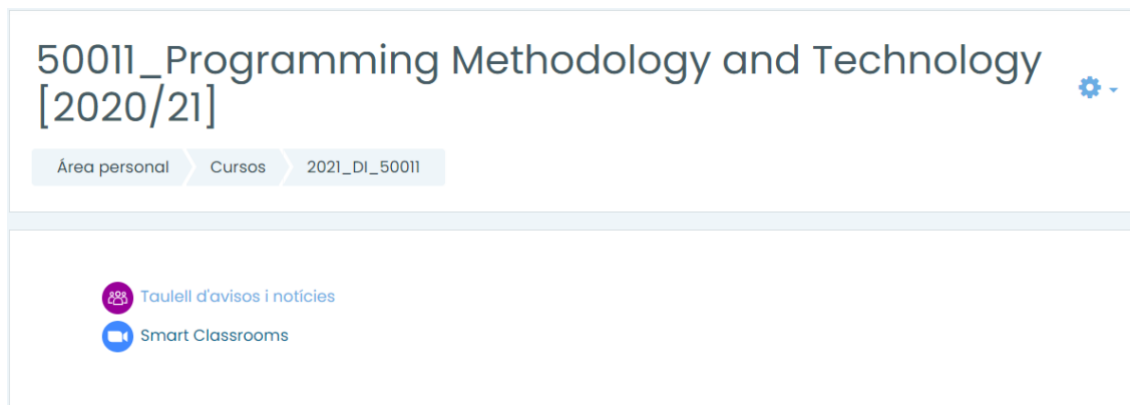 50011_Programming Methodology and Technology
[2020/21]
Área personal Cursos 2021_DI_50011
Taulell d'avisos i notícies
Smart Classrooms